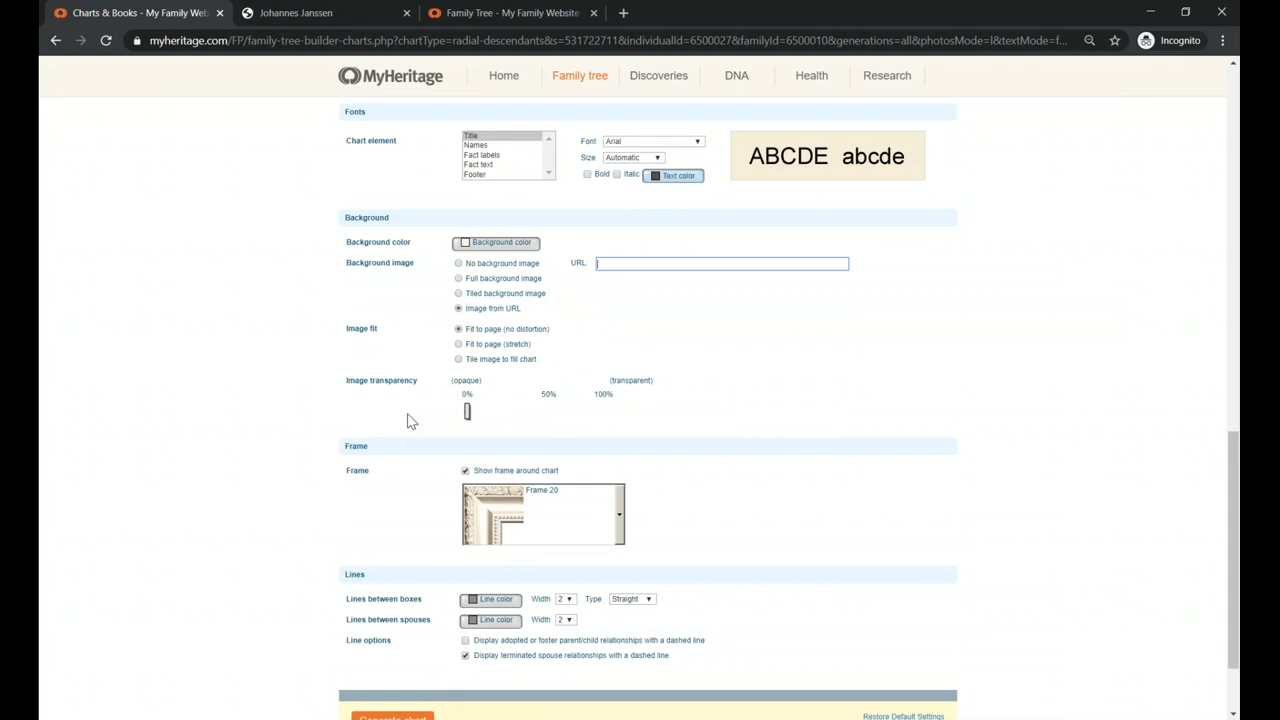 Charts & Books - My Family Web
Johannes Janssen
Family Tree - My Family Website
myheritage.com/FP/family-tree-builder-charts.php?chartType=radial-descendants&s=531722711&individualId=6500027&familyId=6500010&generations=all&photosMode=I&textMode=f...
Incognito
MyHeritage
Home
Family tree
Discoveries
DNA
Health
Research
Fonts
Chart element
Title
Names
Fact labels
Fact text
Footer
Font Arial
Size Automatic
Bold Italic Text color
ABCDE abcde
Background
Background color Background color
Background image No background image URL:
Full background image
Tiled background image
Image from URL
Image fit Fit to page (no distortion)
Fit to page (stretch)
Tile image to fill chart
Image transparency (opaque) (transparent)
0% 50% 100%
Frame
Frame Show frame around chart
Frame 20
Lines
Lines between boxes Line color Width 2 Type Straight
Lines between spouses Line color Width 2
Line options Display adopted or foster parent/child relationships with a dashed line
Display terminated spouse relationships with a dashed line
Generate chart
Restore Default Settings